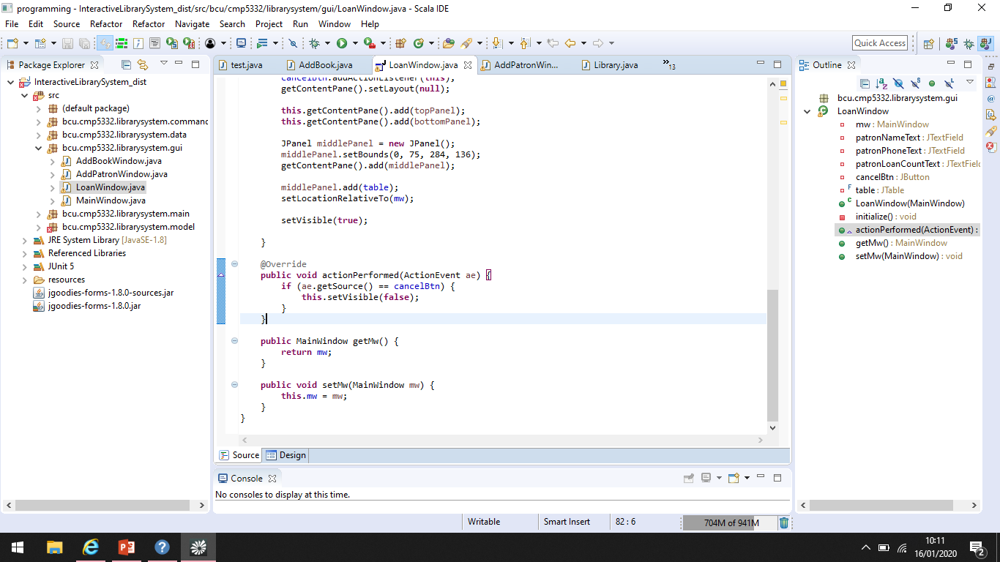 programming - InteractiveLibrarySystem_dist/src/bcu/cmp5332/librarysystem/gui/LoanWindow.java - Scala IDE
File Edit Source Refactor Refactor Navigate Search Project Run Window Help
Quick Access
Package Explorer
InteractiveLibrarySystem_dist
src
(default package)
bcu.cmp5332.librarysystem.command
bcu.cmp5332.librarysystem.data
bcu.cmp5332.librarysystem.gui
AddBookWindow.java
AddPatronWindow.java
LoanWindow.java
MainWindow.java
bcu.cmp5332.librarysystem.main
bcu.cmp5332.librarysystem.model
JRE System Library [JavaSE-1.8]
Referenced Libraries
JUnit 5
resources
jgoodies-forms-1.8.0-sources.jar
jgoodies-forms-1.8.0.jar
test.java AddBook.java LoanWindow.java AddPatronWin... Library.java »13
cancelBtn.addActionListener(this);
getContentPane().setLayout(null);
this.getContentPane().add(topPanel);
this.getContentPane().add(bottomPanel);
JPanel middlePanel = new JPanel();
middlePanel.setBounds(0, 75, 284, 136);
getContentPane().add(middlePanel);
middlePanel.add(table);
setLocationRelativeTo(mw);
setVisible(true);
}
@Override
public void actionPerformed(ActionEvent ae) {
if (ae.getSource() == cancelBtn) {
this.setVisible(false);
}
}
public MainWindow getMw() {
return mw;
}
public void setMw(MainWindow mw) {
this.mw = mw;
}
}
Source Design
Console
No consoles to display at this time.
Outline
bcu.cmp5332.librarysystem.gui
LoanWindow
mw : MainWindow
patronNameText : JTextField
patronPhoneText : JTextField
patronLoanCountText : JTextField
cancelBtn : JButton
table : JTable
LoanWindow(MainWindow)
initialize() : void
actionPerformed(ActionEvent) :
getMw() : MainWindow
setMw(MainWindow) : void
Writable Smart Insert 82 : 6 704M of 941M
10:11
16/01/2020
2